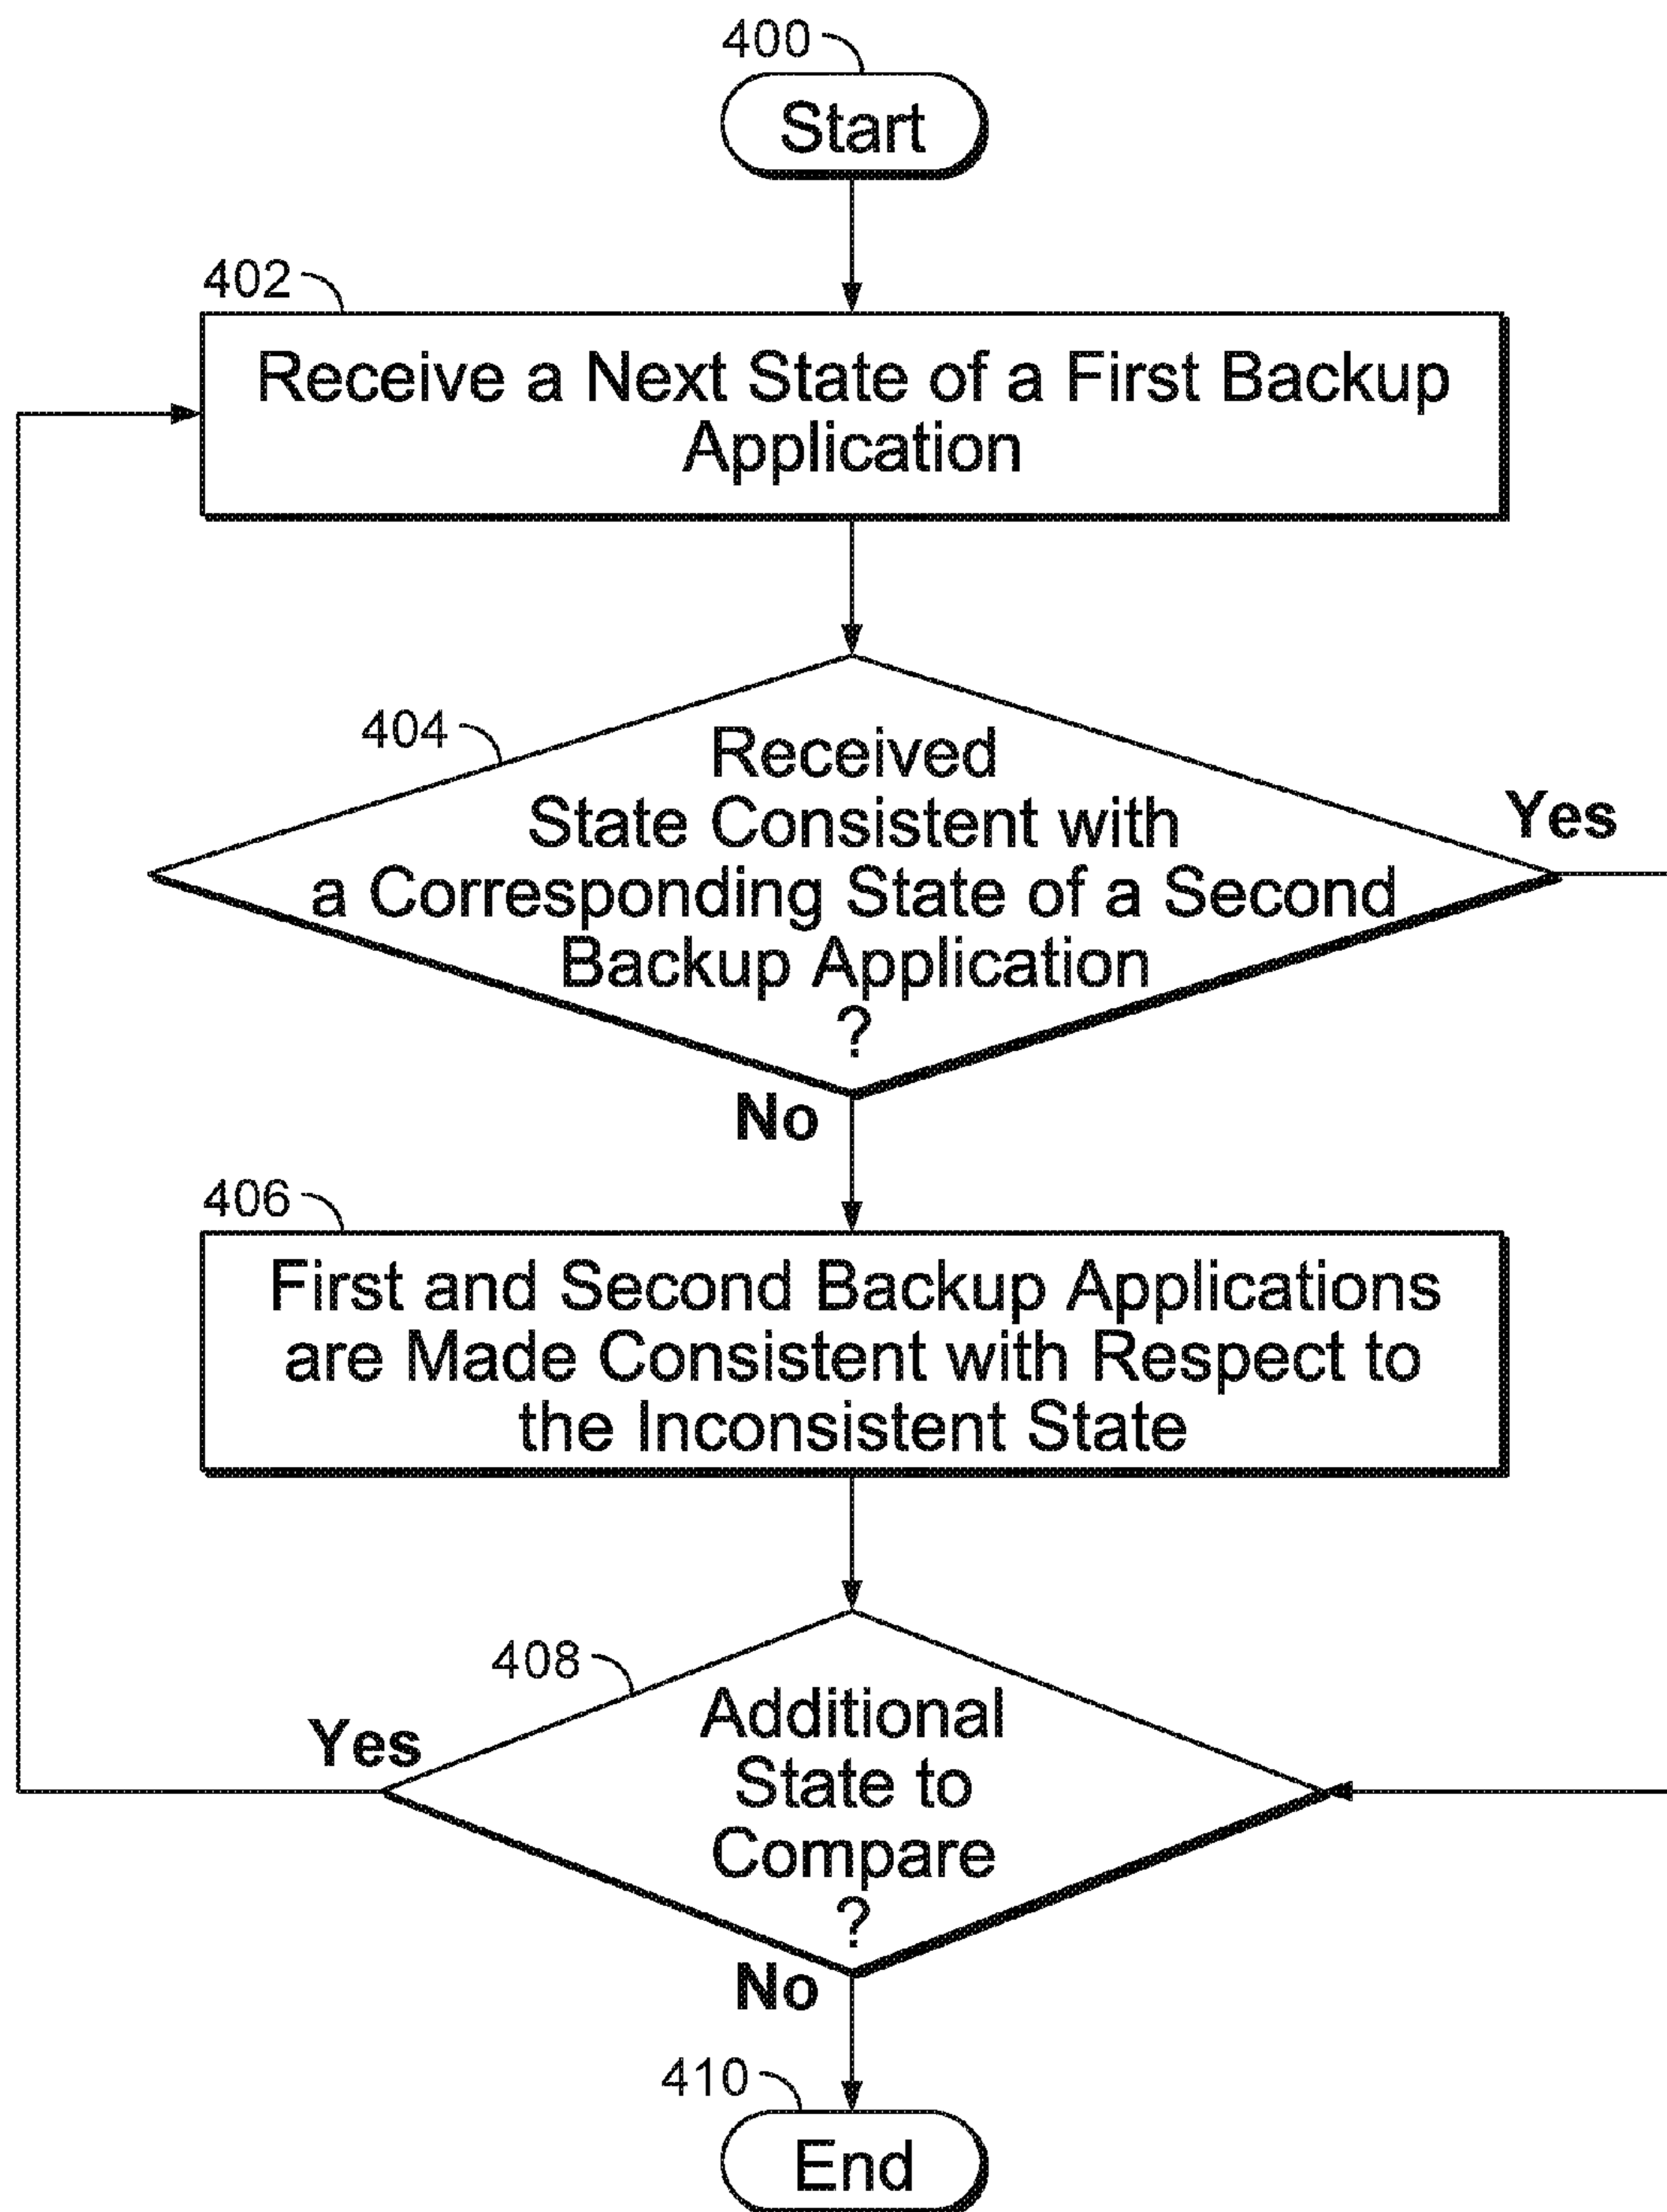 400
Start
402
Receive a Next State of a First Backup
Application
404
Received
State Consistent with
a Corresponding State of a Second
Backup Application
?
Yes
No
406
First and Second Backup Applications
are Made Consistent with Respect to
the Inconsistent State
408
Additional
State to
Compare
?
Yes
No
410
End